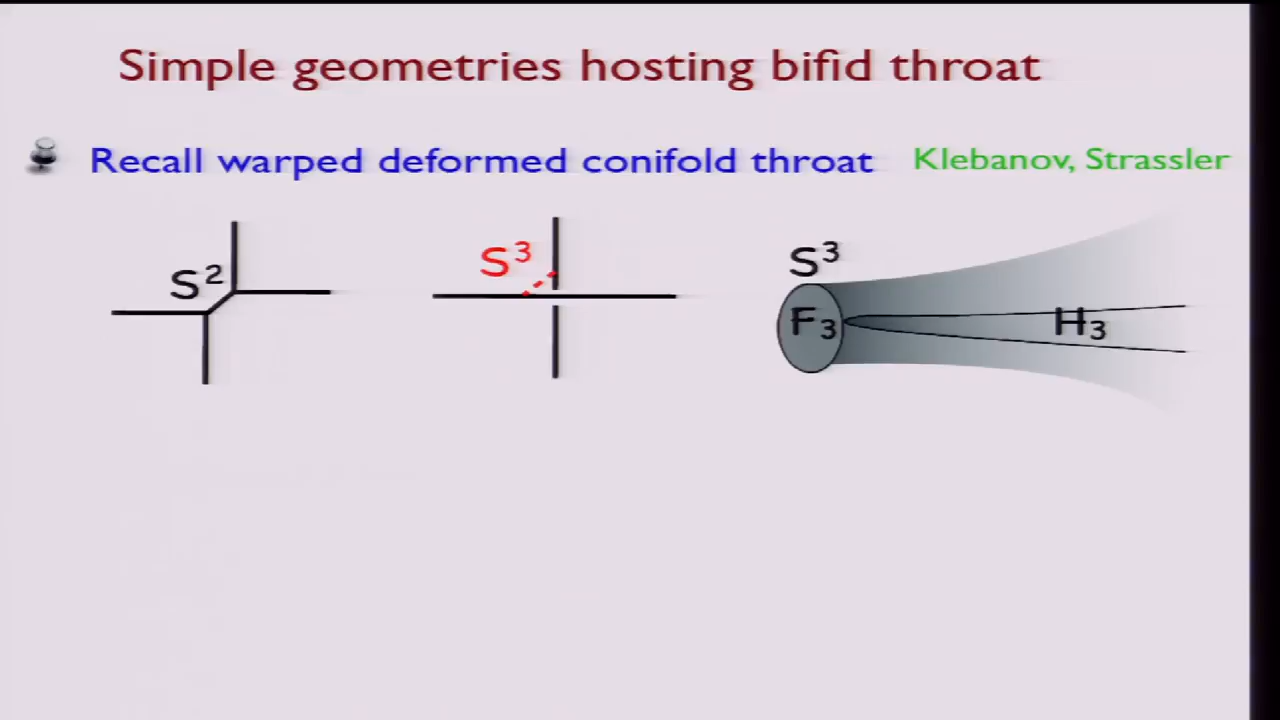 Simple geometries hosting bifid throat
Recall warped deformed conifold throat Klebanov, Strassler
S² S³ S³
F₃ H₃